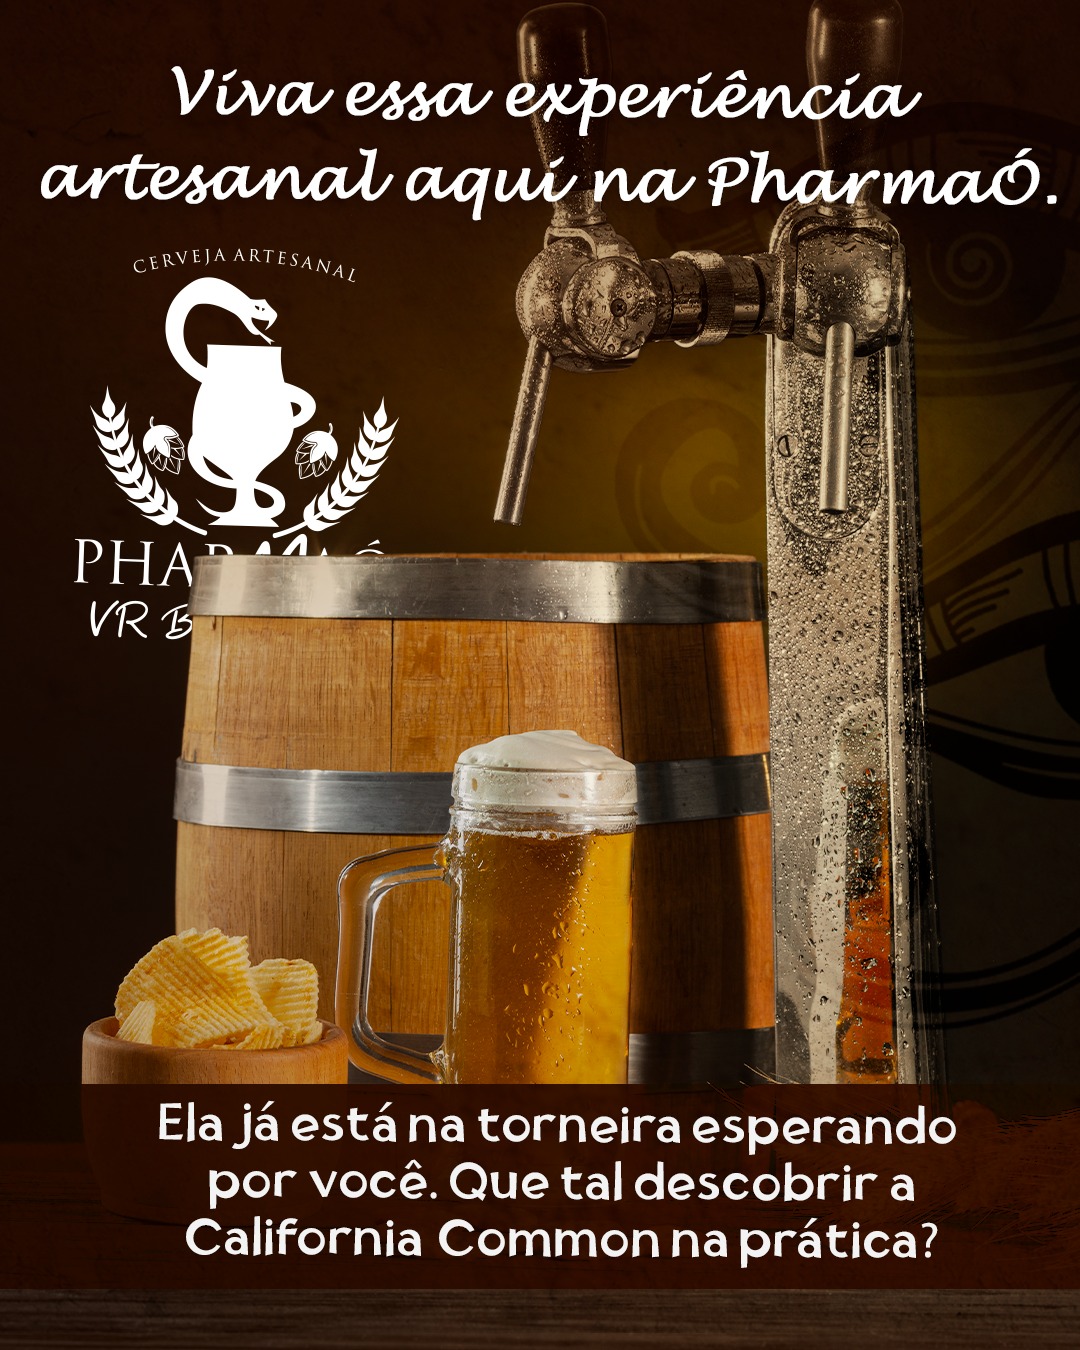 Viva essa experiência
artesanal aqui na PharmaÓ.
CERVEJA ARTESANAL
VR
Ela já está na torneira esperando
por você. Que tal descobrir a
California Common na prática?